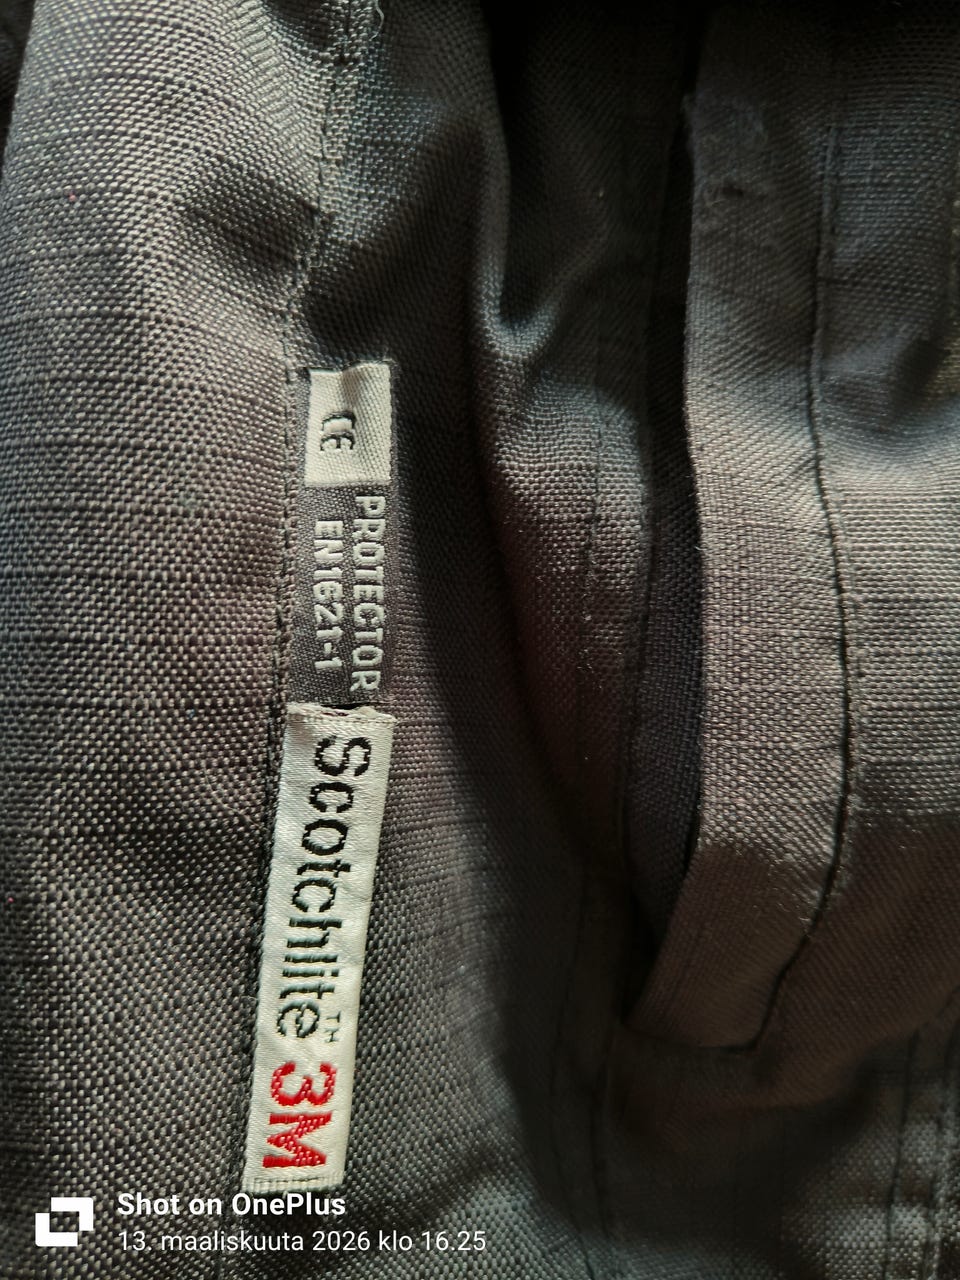 CE
PROTECTOR
EN1621-1
Scotchlite™ 3M
Shot on OnePlus
13. maaliskuuta 2026 klo 16.25